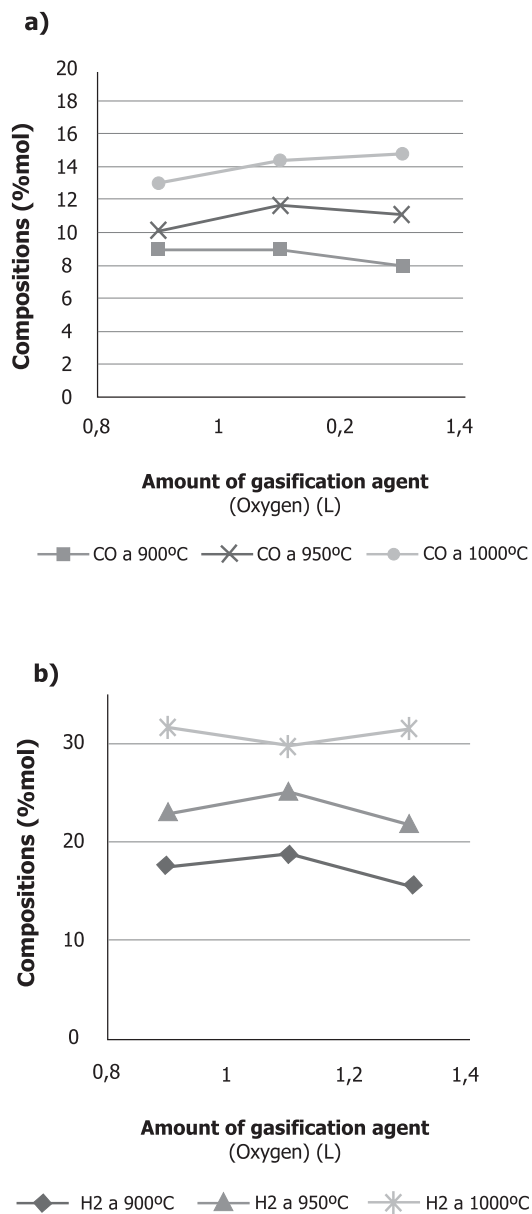 a)
Compositions (%mol)
20
18
16
14
12
10
8
6
4
2
0
0,8 1 0,2 1,4
Amount of gasification agent
(Oxygen) (L)
CO a 900ºC CO a 950ºC CO a 1000ºC
b)
Compositions (%mol)
30
20
10
0
0,8 1 1,2 1,4
Amount of gasification agent
(Oxygen) (L)
H2 a 900ºC H2 a 950ºC H2 a 1000ºC